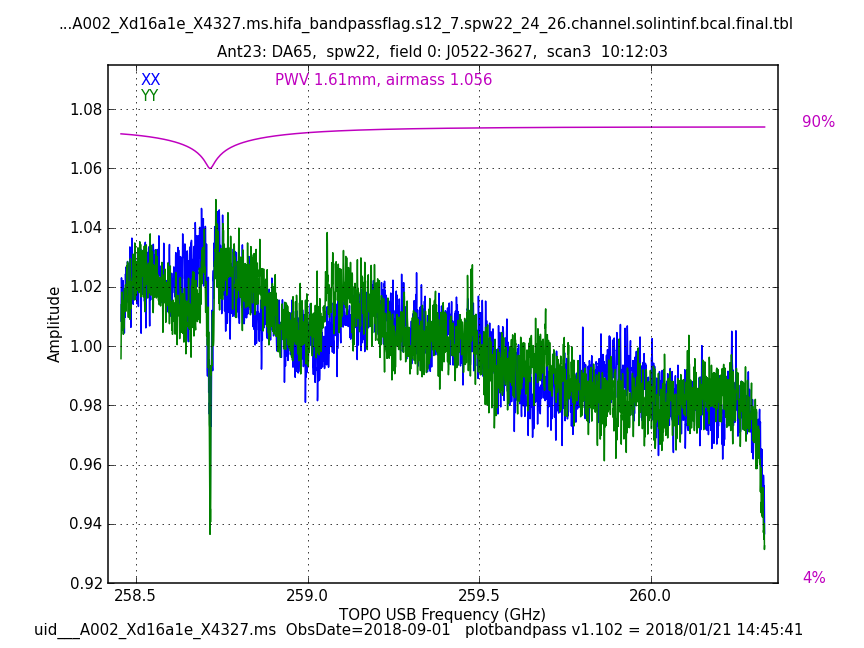 ...A002_Xd16a1e_X4327.ms.hifa_bandpassflag.s12_7.spw22_24_26.channel.solintinf.bcal.final.tbl
Ant23: DA65,  spw22,  field 0: J0522-3627,  scan3  10:12:03
XX
PWV 1.61mm, airmass 1.056
YY
1.08
90%
1.06
1.04
1.02
Amplitude
1.00
0.98
0.96
0.94
0.92
4%
258.5 259.0 259.5 260.0
TOPO USB Frequency (GHz)
uid___A002_Xd16a1e_X4327.ms  ObsDate=2018-09-01   plotbandpass v1.102 = 2018/01/21 14:45:41